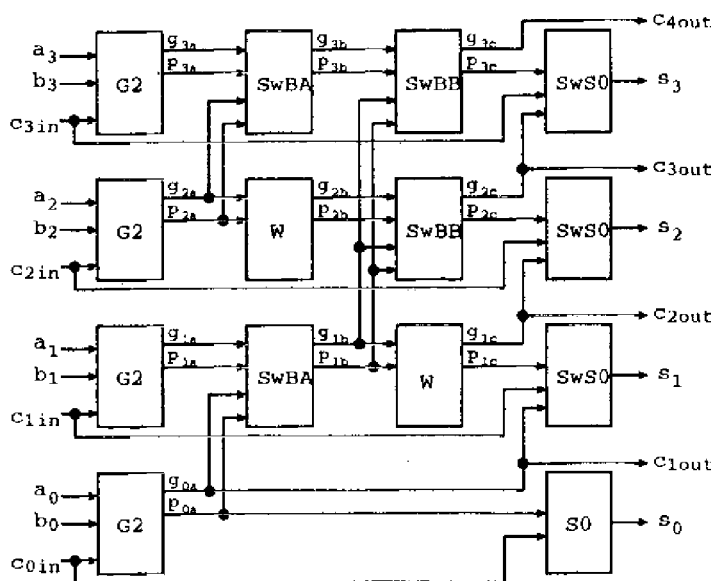 g3a g3b g3c c4out
a3
p3a p3b p3c
b3 G2 SwBA SwBB SwS0 s3
c3in
g2a g2b g2c c3out
a2
p2a p2b p2c
b2 G2 W SwBB SwS0 s2
c2in
g1a g1b g1c c2out
a1
p1a p1b p1c
b1 G2 SwBA W SwS0 s1
c1in
g0a c1out
a0
p0a
b0 G2 S0 s0
c0in